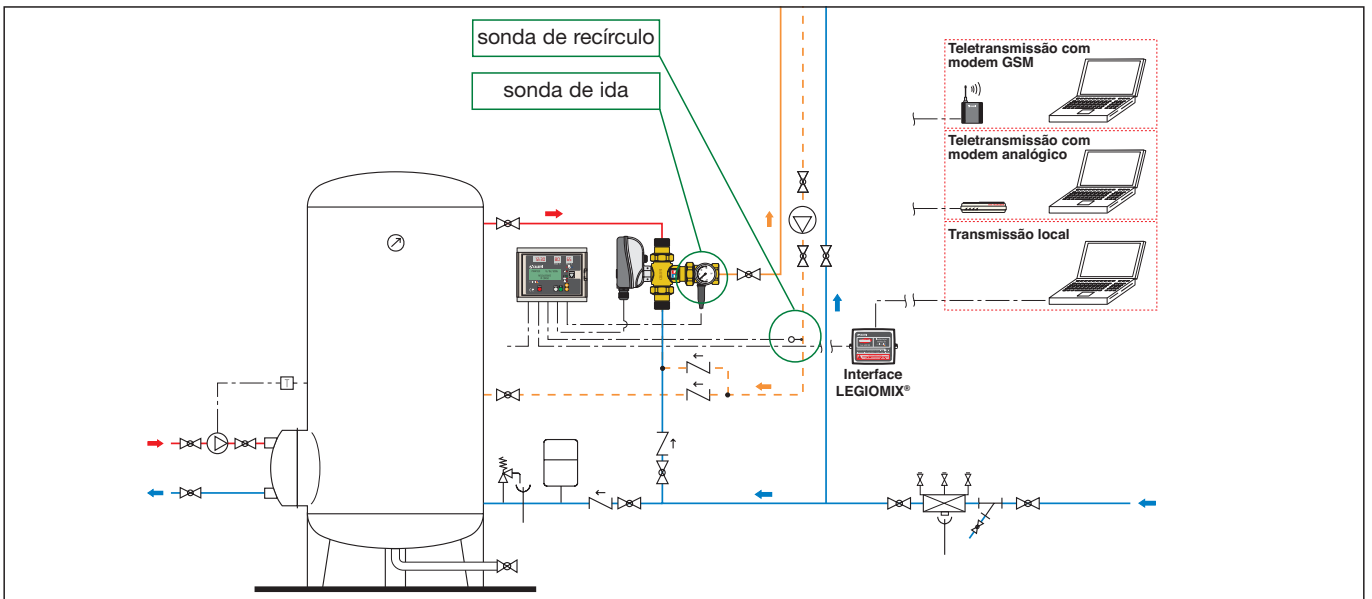 sonda de recírculo
sonda de ida
Teletransmissão com
modem GSM
Teletransmissão com
modem analógico
Transmissão local
Interface
LEGIOMIX®
T